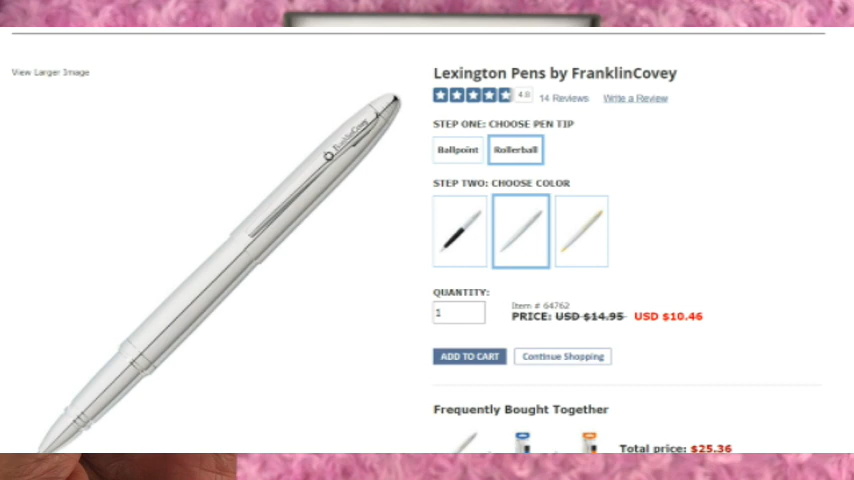 View Larger Image
Lexington Pens by FranklinCovey
4.8 14 Reviews Write a Review
STEP ONE: CHOOSE PEN TIP
Ballpoint Rollerball
STEP TWO: CHOOSE COLOR
QUANTITY:
1
Item # 64762
PRICE: USD $14.95 USD $10.46
ADD TO CART Continue Shopping
Frequently Bought Together
Total price: $25.36
FranklinCovey